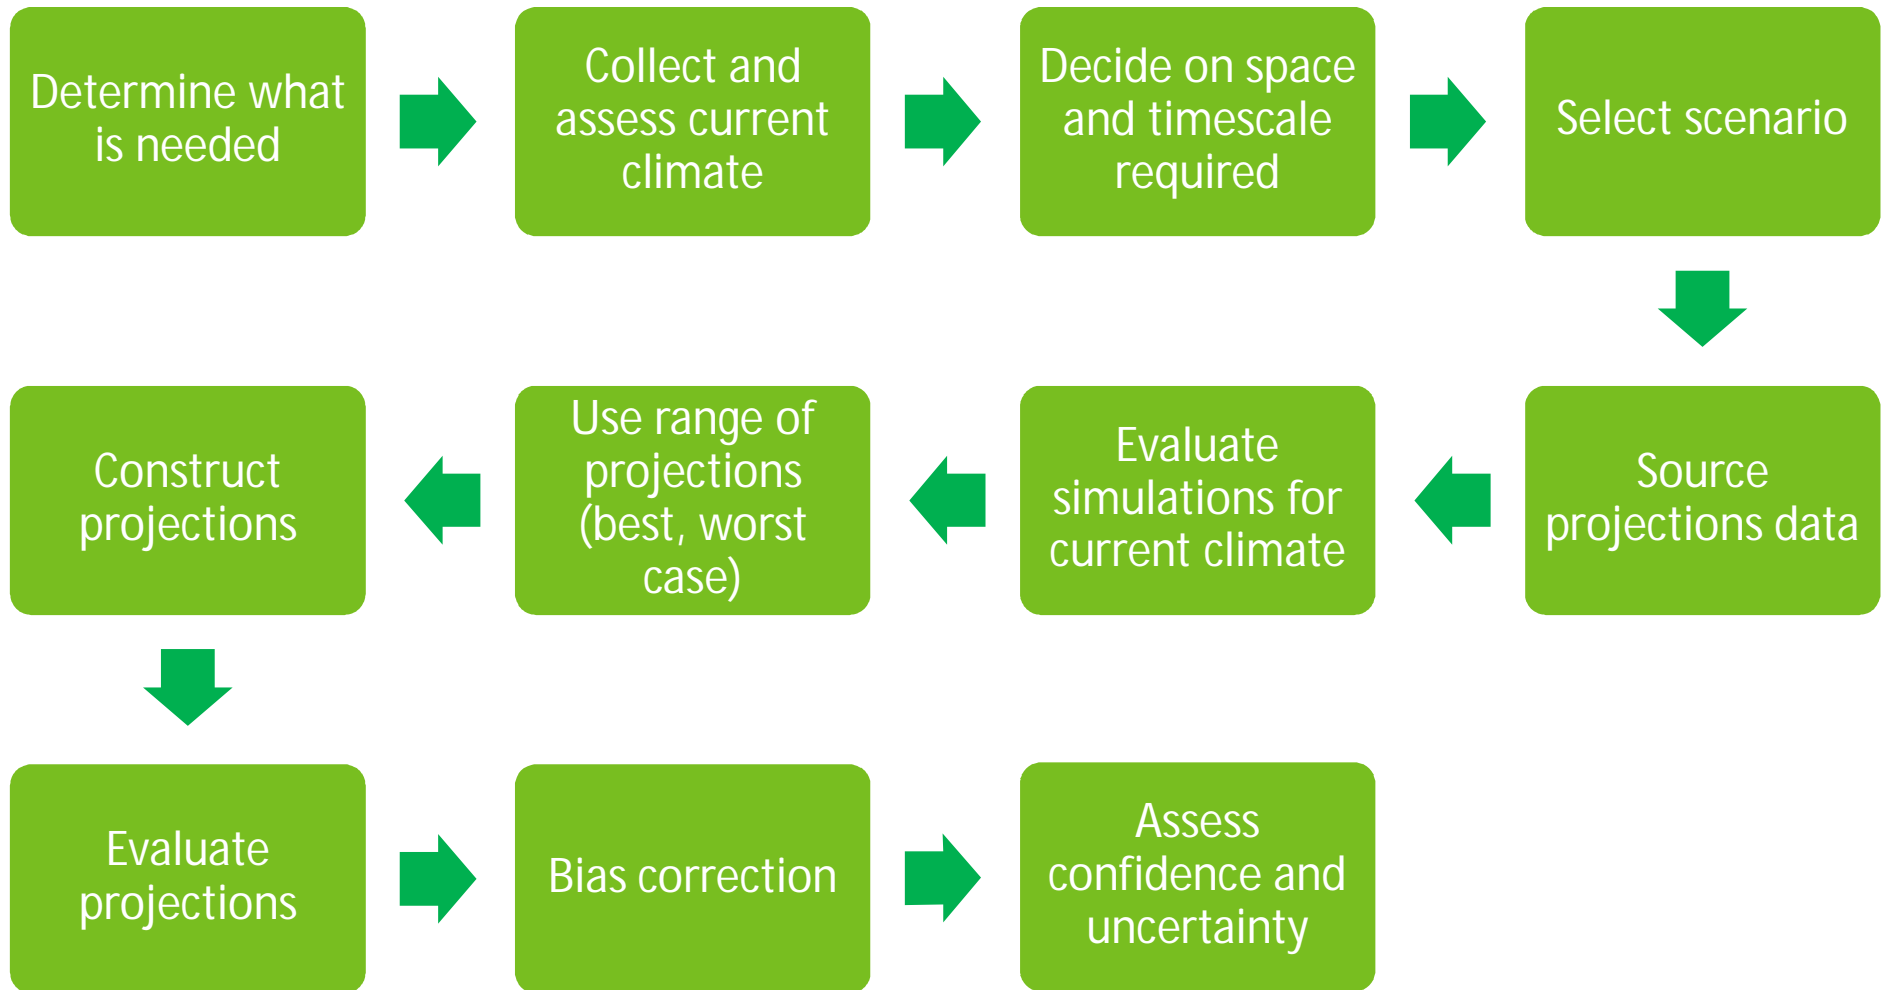 Determine what
is needed
Collect and
assess current
climate
Decide on space
and timescale
required
Select scenario
Source
projections data
Evaluate
simulations for
current climate
Use range of
projections
(best, worst
case)
Construct
projections
Evaluate
projections
Bias correction
Assess
confidence and
uncertainty